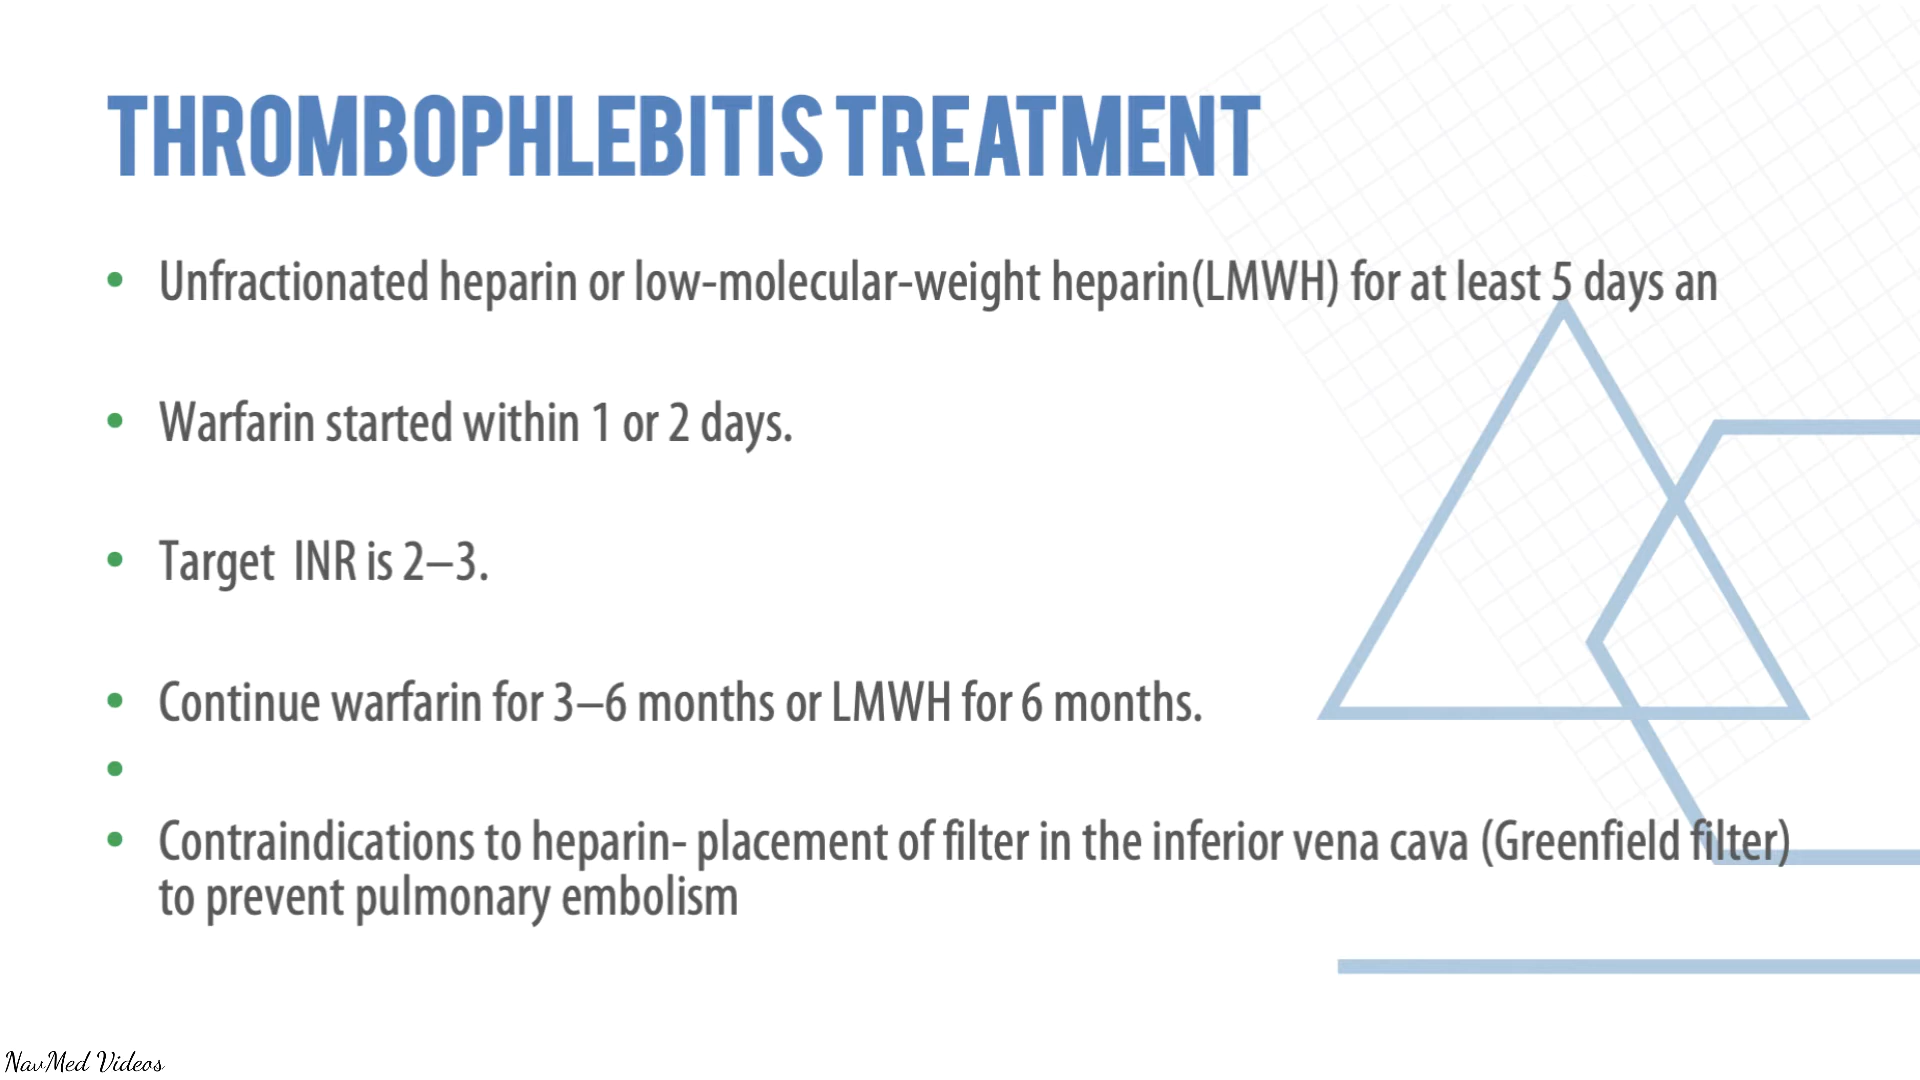 THROMBOPHLEBITIS TREATMENT
• Unfractionated heparin or low-molecular-weight heparin(LMWH) for at least 5 days an
• Warfarin started within 1 or 2 days.
• Target  INR is 2–3.
• Continue warfarin for 3–6 months or LMWH for 6 months.
•
• Contraindications to heparin- placement of filter in the inferior vena cava (Greenfield filter)
to prevent pulmonary embolism
NavMed Videos